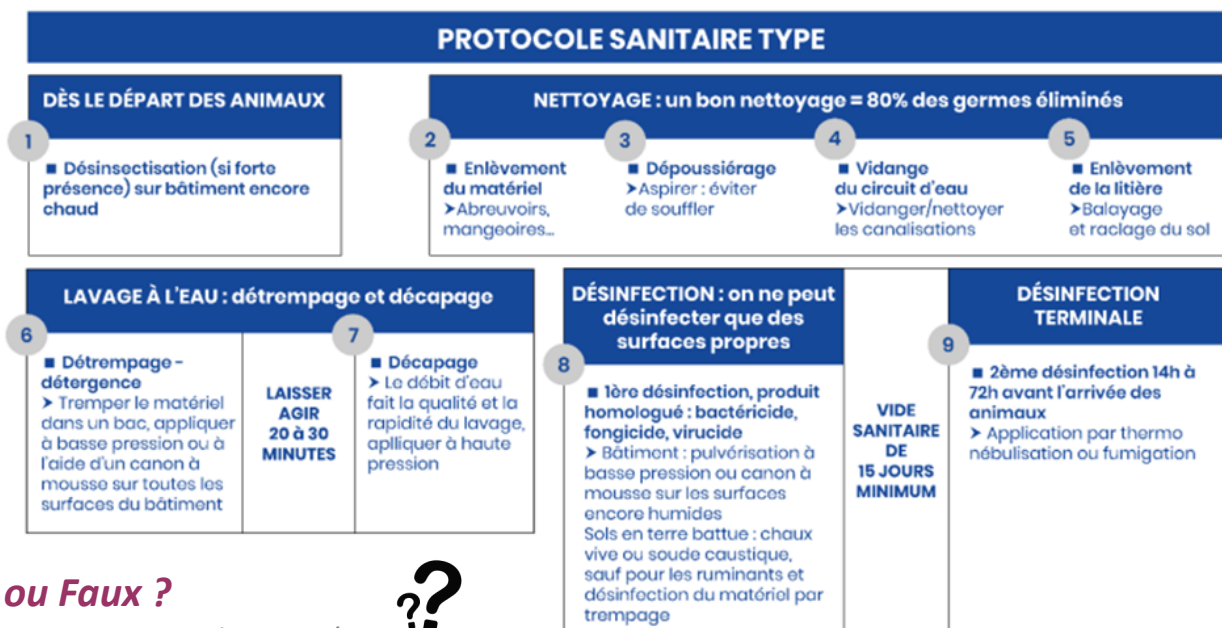 PROTOCOLE SANITAIRE TYPE
DÈS LE DÉPART DES ANIMAUX
1
■ Désinsectisation (si forte
présence) sur bâtiment encore
chaud
NETTOYAGE : un bon nettoyage = 80% des germes éliminés
2
■ Enlèvement
du matériel
➤Abreuvoirs,
mangeoires...
3
■ Dépoussiérage
➤Aspirer : éviter
de souffler
4
■ Vidange
du circuit d'eau
➤Vidanger/nettoyer
les canalisations
5
■ Enlèvement
de la litière
➤Balayage
et raclage du sol
LAVAGE À L'EAU : détrempage et décapage
6
■ Détrempage -
détergence
➤ Tremper le matériel
dans un bac, appliquer
à basse pression ou à
l'aide d'un canon à
mousse sur toutes les
surfaces du bâtiment
LAISSER
AGIR
20 à 30
MINUTES
7
■ Décapage
➤ Le débit d'eau
fait la qualité et la
rapidité du lavage,
aplliquer à haute
pression
DÉSINFECTION : on ne peut
désinfecter que des
surfaces propres
8
■ 1ère désinfection, produit
homologué : bactéricide,
fongicide, virucide
➤ Bâtiment : pulvérisation à
basse pression ou canon à
mousse sur les surfaces
encore humides
Sols en terre battue : chaux
vive ou soude caustique,
sauf pour les ruminants et
désinfection du matériel par
trempage
VIDE
SANITAIRE
DE
15 JOURS
MINIMUM
DÉSINFECTION
TERMINALE
9
■ 2ème désinfection 14h à
72h avant l'arrivée des
animaux
➤ Application par thermo
nébulisation ou fumigation
ou Faux ?
??